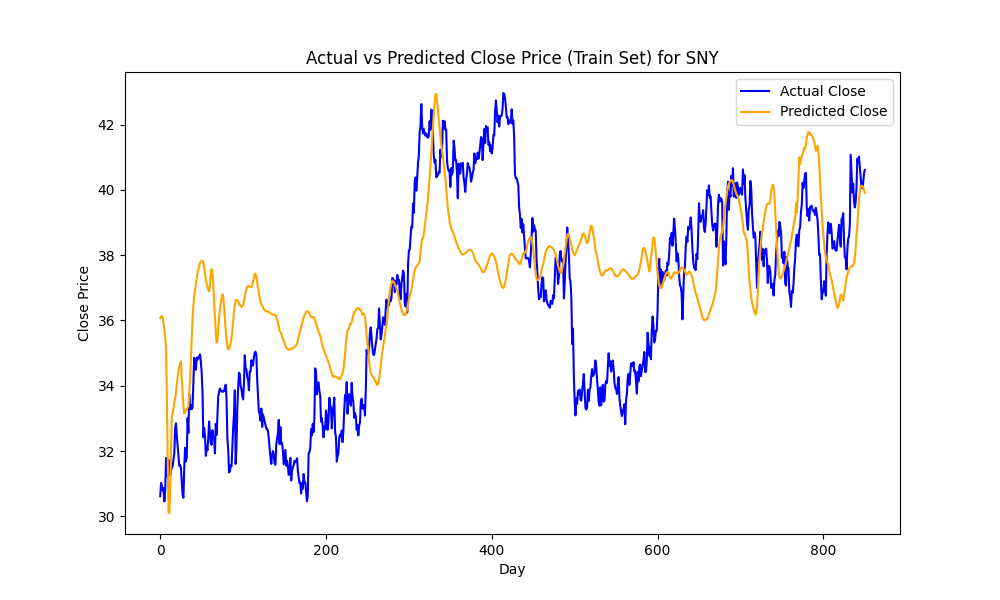 Actual vs Predicted Close Price (Train Set) for SNY
Actual Close
Predicted Close
Close Price
42
40
38
36
34
32
30
0 200 400 600 800
Day